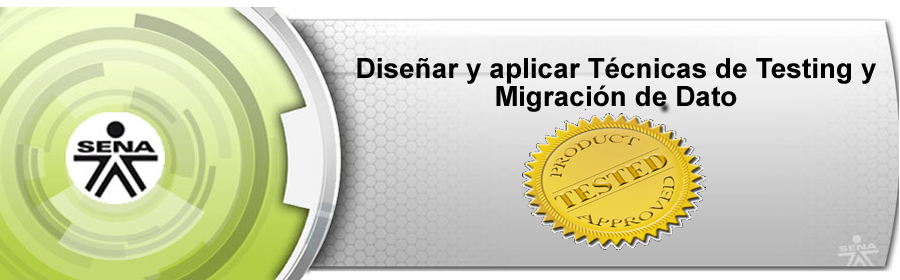 Diseñar y aplicar Técnicas de Testing y
Migración de Dato
SENA
PRODUCT
TESTED
APPROVED
SENA